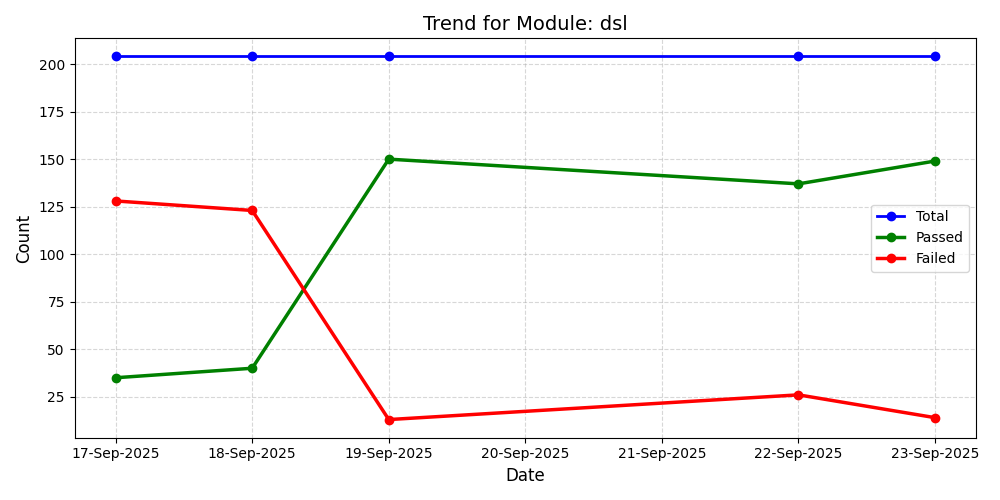 Trend for Module: dsl
Count
200
175
150
125
100
75
50
25
Total
Passed
Failed
17-Sep-2025 18-Sep-2025 19-Sep-2025 20-Sep-2025 21-Sep-2025 22-Sep-2025 23-Sep-2025
Date